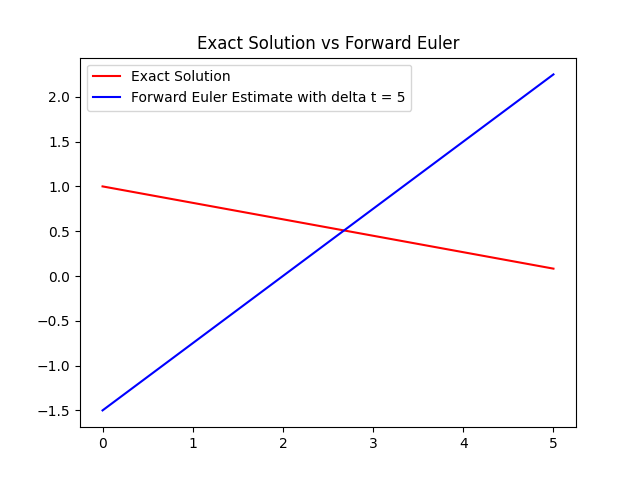 Exact Solution vs Forward Euler
Exact Solution
Forward Euler Estimate with delta t = 5
2.0
1.5
1.0
0.5
0.0
−0.5
−1.0
−1.5
0 1 2 3 4 5